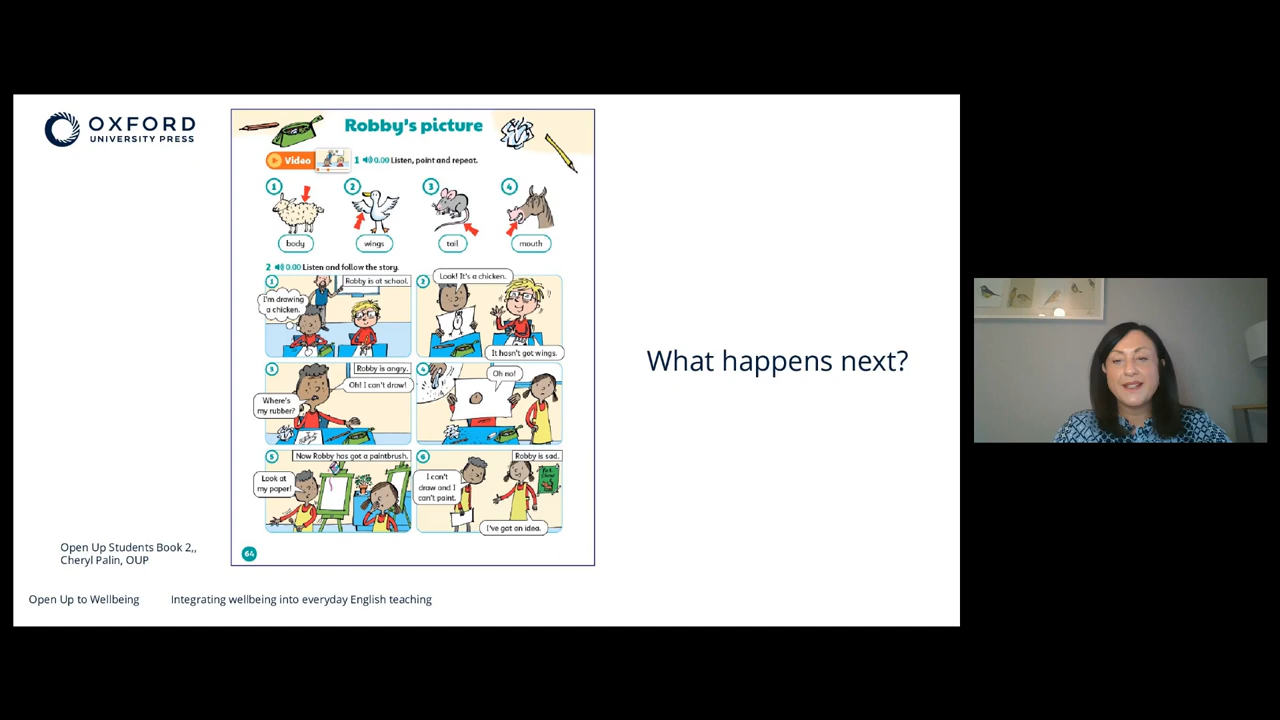 OXFORD
UNIVERSITY PRESS
Robby's picture
Video
1 0.00 Listen, point and repeat.
1
2
3
4
body
wings
tail
mouth
2 0.00 Listen and follow the story.
1
Robby is at school.
I'm drawing
a chicken.
2
Look! It's a chicken.
It hasn't got wings.
3
Robby is angry.
Oh! I can't draw!
Where's
my rubber?
4
Oh no!
5
Now Robby has got a paintbrush.
Look at
my paper!
6
Robby is sad.
I can't
draw and I
can't paint.
I've got an idea.
64
What happens next?
Open Up Students Book 2,,
Cheryl Palin, OUP
Open Up to Wellbeing
Integrating wellbeing into everyday English teaching